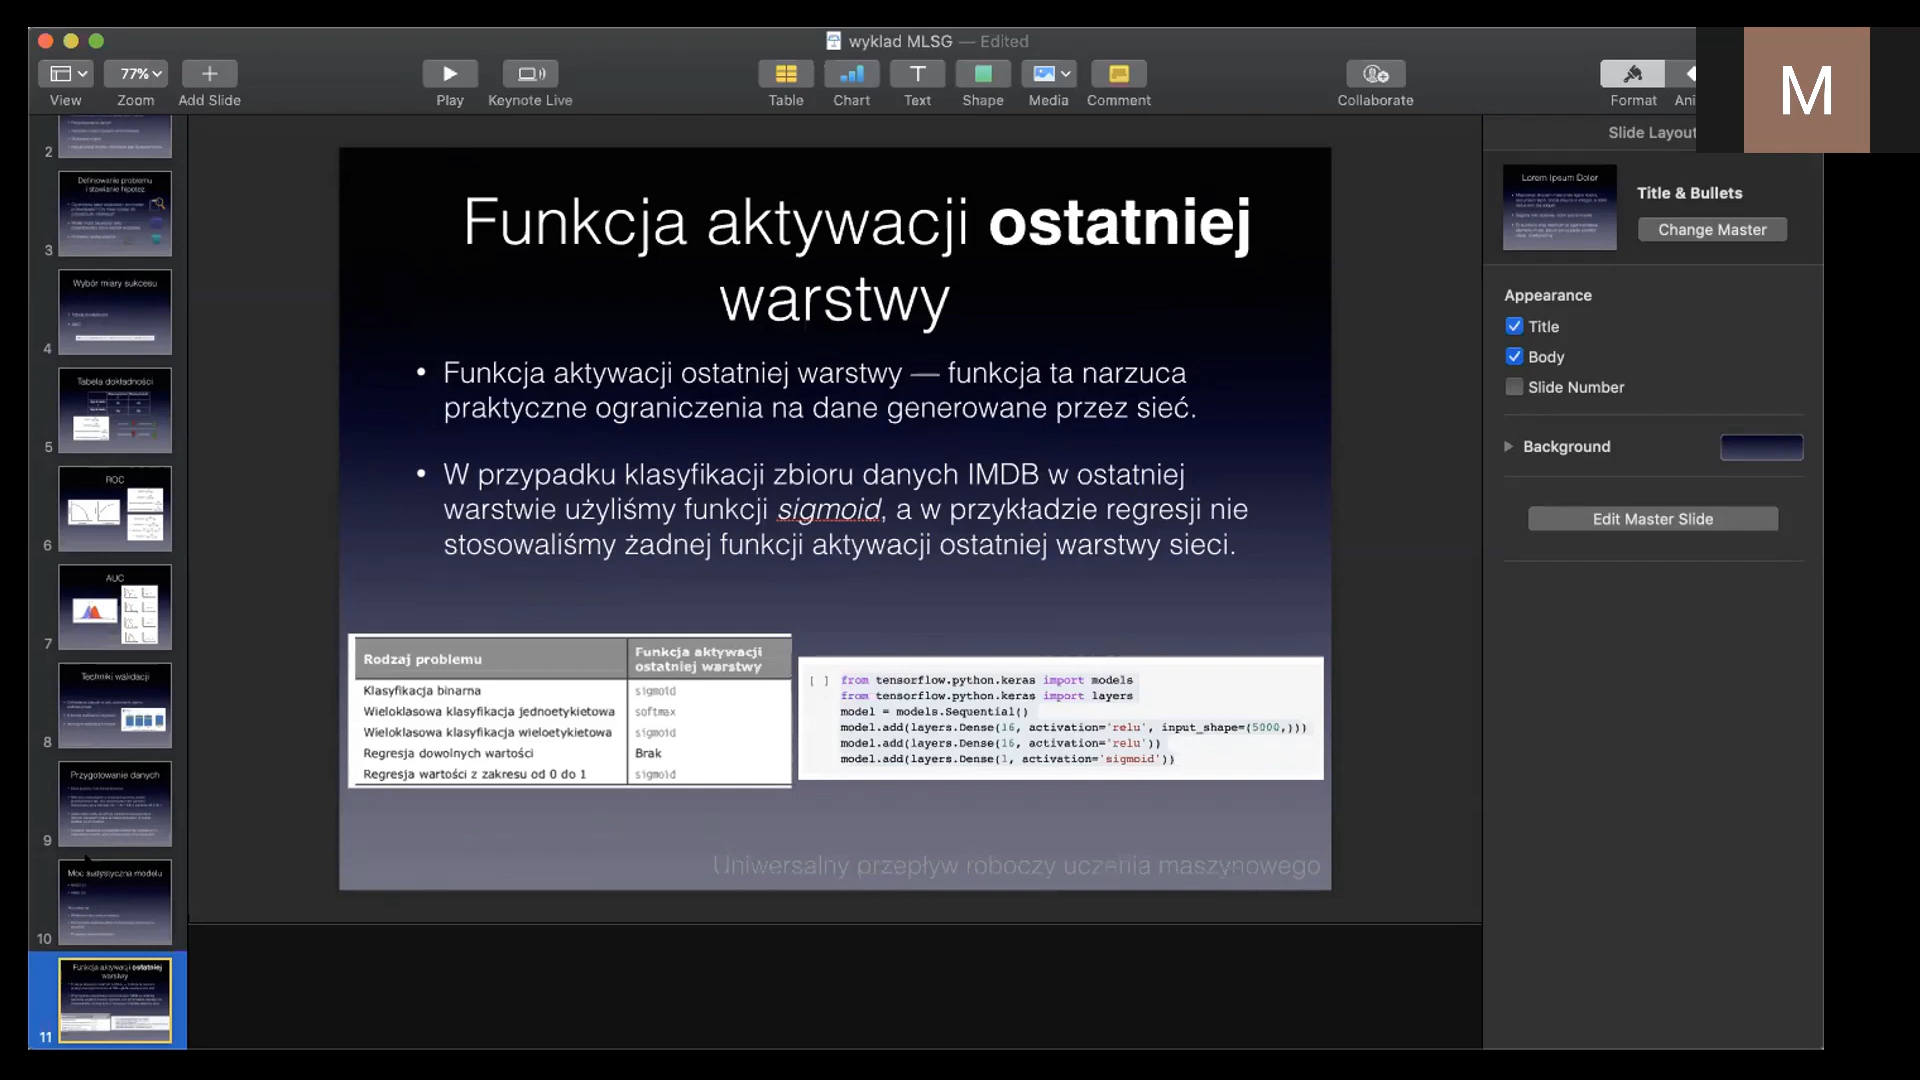 wyklad MLSG — Edited
77%
View
Zoom
Add Slide
Play
Keynote Live
Table
Chart
Text
Shape
Media
Comment
Collaborate
Format
Ani
M
Slide Layout
Lorem Ipsum Dolor
Title & Bullets
Change Master
Appearance
Title
Body
Slide Number
Background
Edit Master Slide
2
Definiowanie problemu
i stawianie hipotez
3
Wybór miary sukcesu
4
Tabela dokładności
5
ROC
6
AUC
7
Techniki walidacji
8
Przygotowanie danych
9
Moc statystyczna modelu
10
Funkcja aktywacji ostatniej
warstwy
11
Funkcja aktywacji ostatniej
warstwy
• Funkcja aktywacji ostatniej warstwy — funkcja ta narzuca
praktyczne ograniczenia na dane generowane przez sieć.
• W przypadku klasyfikacji zbioru danych IMDB w ostatniej
warstwie użyliśmy funkcji sigmoid, a w przykładzie regresji nie
stosowaliśmy żadnej funkcji aktywacji ostatniej warstwy sieci.
Rodzaj problemu
Funkcja aktywacji
ostatniej warstwy
Klasyfikacja binarna sigmoid
Wieloklasowa klasyfikacja jednoetykietowa softmax
Wieloklasowa klasyfikacja wieloetykietowa sigmoid
Regresja dowolnych wartości Brak
Regresja wartości z zakresu od 0 do 1 sigmoid
[ ] from tensorflow.python.keras import models
from tensorflow.python.keras import layers
model = models.Sequential()
model.add(layers.Dense(16, activation='relu', input_shape=(5000,)))
model.add(layers.Dense(16, activation='relu'))
model.add(layers.Dense(1, activation='sigmoid'))
Uniwersalny przepływ roboczy uczenia maszynowego